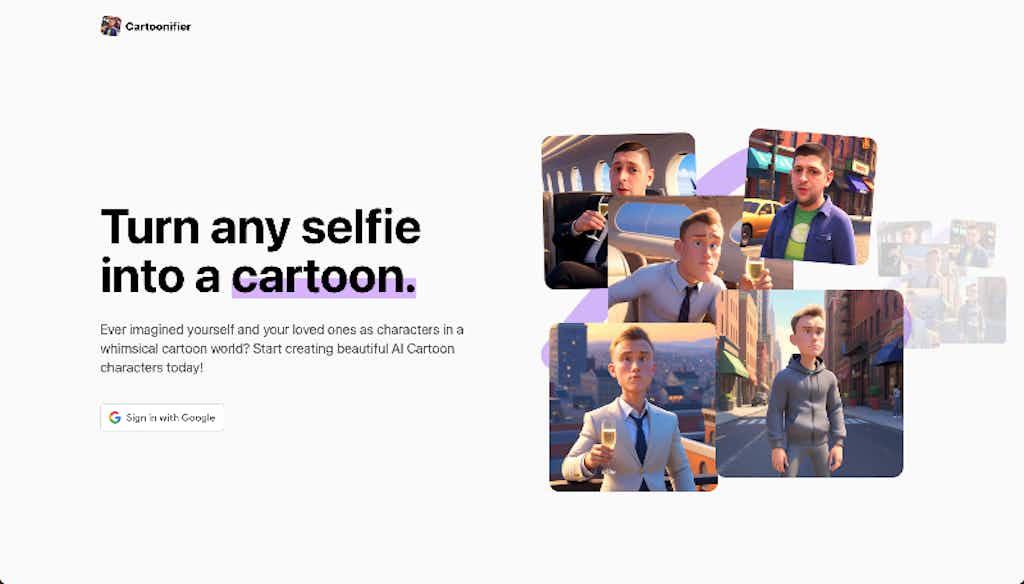 Cartoonifier
Turn any selfie
into a cartoon.
Ever imagined yourself and your loved ones as characters in a
whimsical cartoon world? Start creating beautiful AI Cartoon
characters today!
Sign in with Google